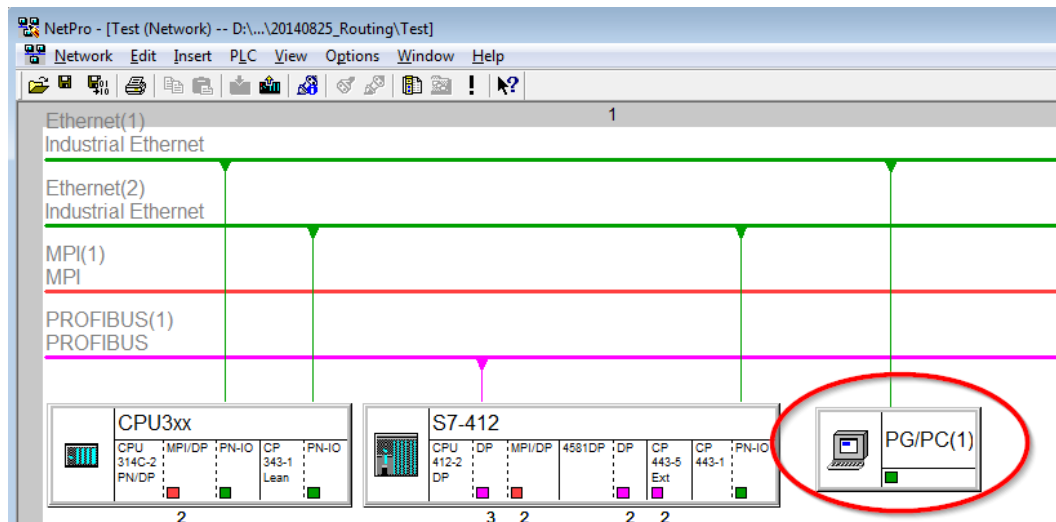 NetPro - [Test (Network) -- D:\...\20140825_Routing\Test]
Network Edit Insert PLC View Options Window Help
1
Ethernet(1)
Industrial Ethernet
Ethernet(2)
Industrial Ethernet
MPI(1)
MPI
PROFIBUS(1)
PROFIBUS
CPU3xx
CPU 314C-2 PN/DP
MPI/DP
PN-IO
CP 343-1 Lean
PN-IO
2
S7-412
CPU 412-2 DP
DP
MPI/DP
4581DP
DP
CP 443-5 Ext
CP 443-1
PN-IO
3 2 2 2
PG/PC(1)